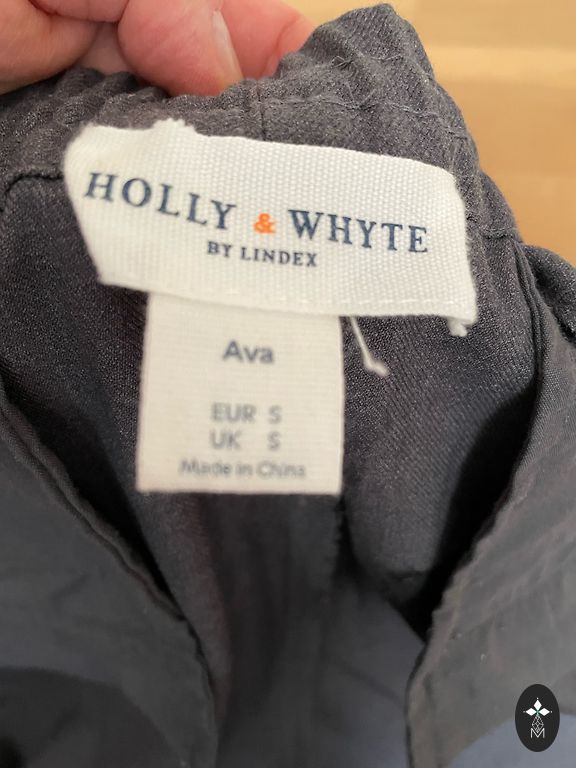 HOLLY & WHYTE
BY LINDEX
Ava
EUR S
UK S
Made in China
M